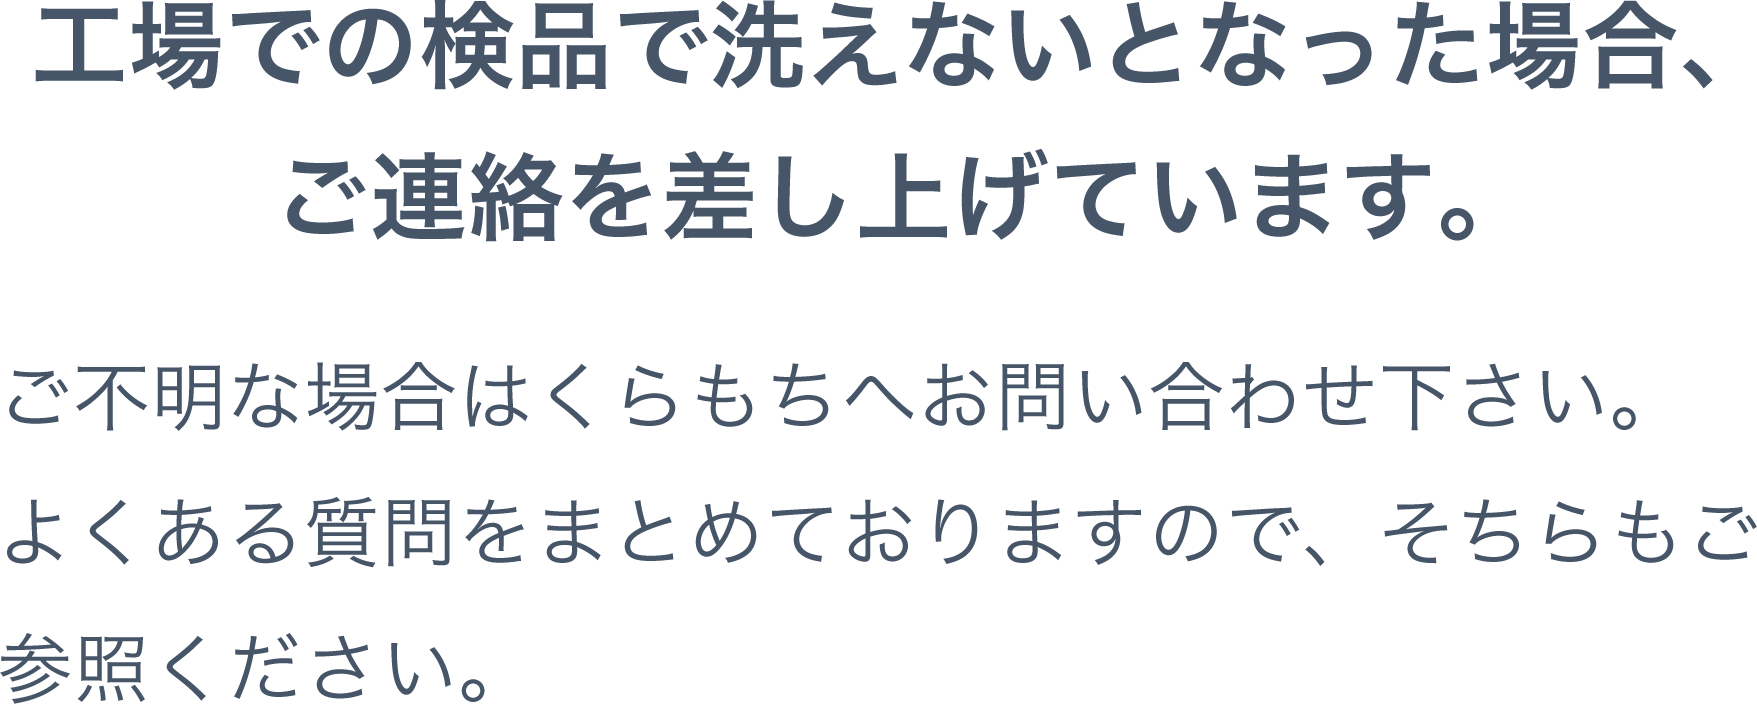 工場での検品で洗えないとなった場合、
ご連絡を差し上げています。
ご不明な場合はくらもちへお問い合わせ下さい。
よくある質問をまとめておりますので、そちらもご
参照ください。